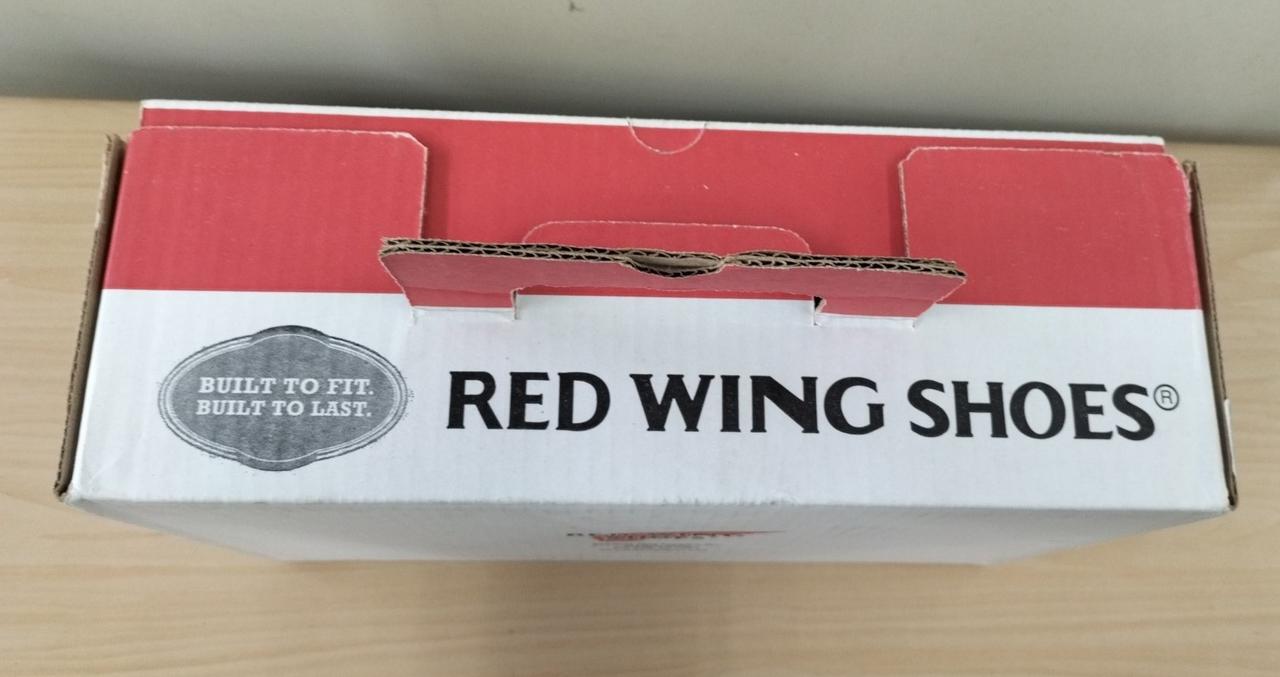 BUILT TO FIT.
BUILT TO LAST.
RED WING SHOES®